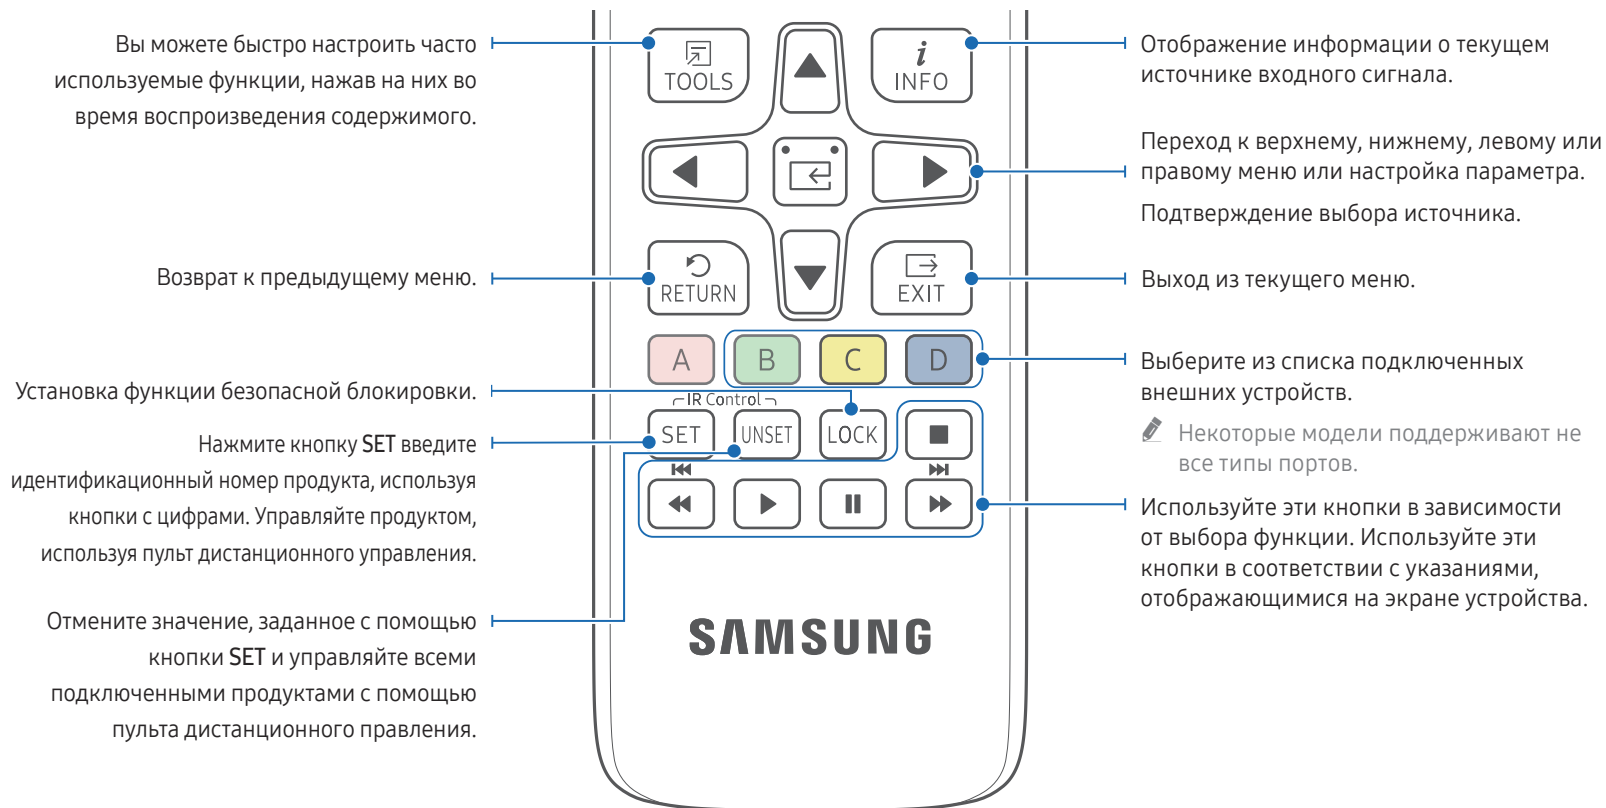 Вы можете быстро настроить часто
используемые функции, нажав на них во
время воспроизведения содержимого.
TOOLS
INFO
Отображение информации о текущем
источнике входного сигнала.
Переход к верхнему, нижнему, левому или
правому меню или настройка параметра.
Подтверждение выбора источника.
Возврат к предыдущему меню.
RETURN
EXIT
Выход из текущего меню.
A B C D
Выберите из списка подключенных
внешних устройств.
Некоторые модели поддерживают не
все типы портов.
Установка функции безопасной блокировки.
IR Control
SET UNSET LOCK
Нажмите кнопку SET введите
идентификационный номер продукта, используя
кнопки с цифрами. Управляйте продуктом,
используя пульт дистанционного управления.
Используйте эти кнопки в зависимости
от выбора функции. Используйте эти
кнопки в соответствии с указаниями,
отображающимися на экране устройства.
Отмените значение, заданное с помощью
кнопки SET и управляйте всеми
подключенными продуктами с помощью
пульта дистанционного правления.
SAMSUNG